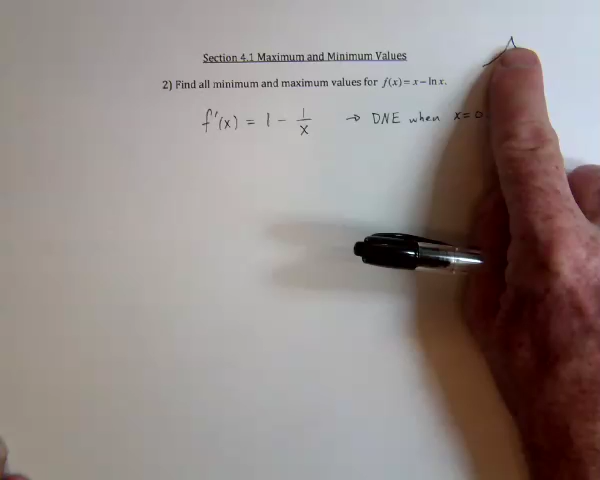 Section 4.1 Maximum and Minimum Values
2) Find all minimum and maximum values for f(x) = x − ln x.
f'(x) = 1 - 1/x → DNE when x = 0